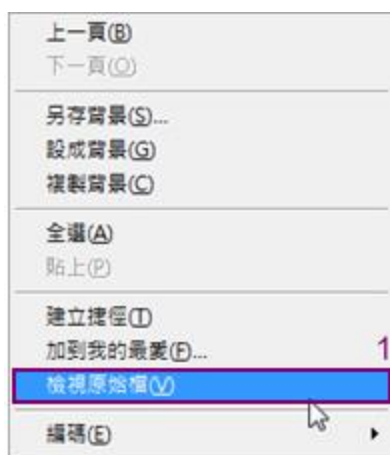 上一頁(B)
下一頁(O)
另存背景(S)...
設成背景(G)
複製背景(C)
全選(A)
貼上(P)
建立捷徑(T)
加到我的最愛(F)...
1
檢視原始檔(V)
編碼(E)